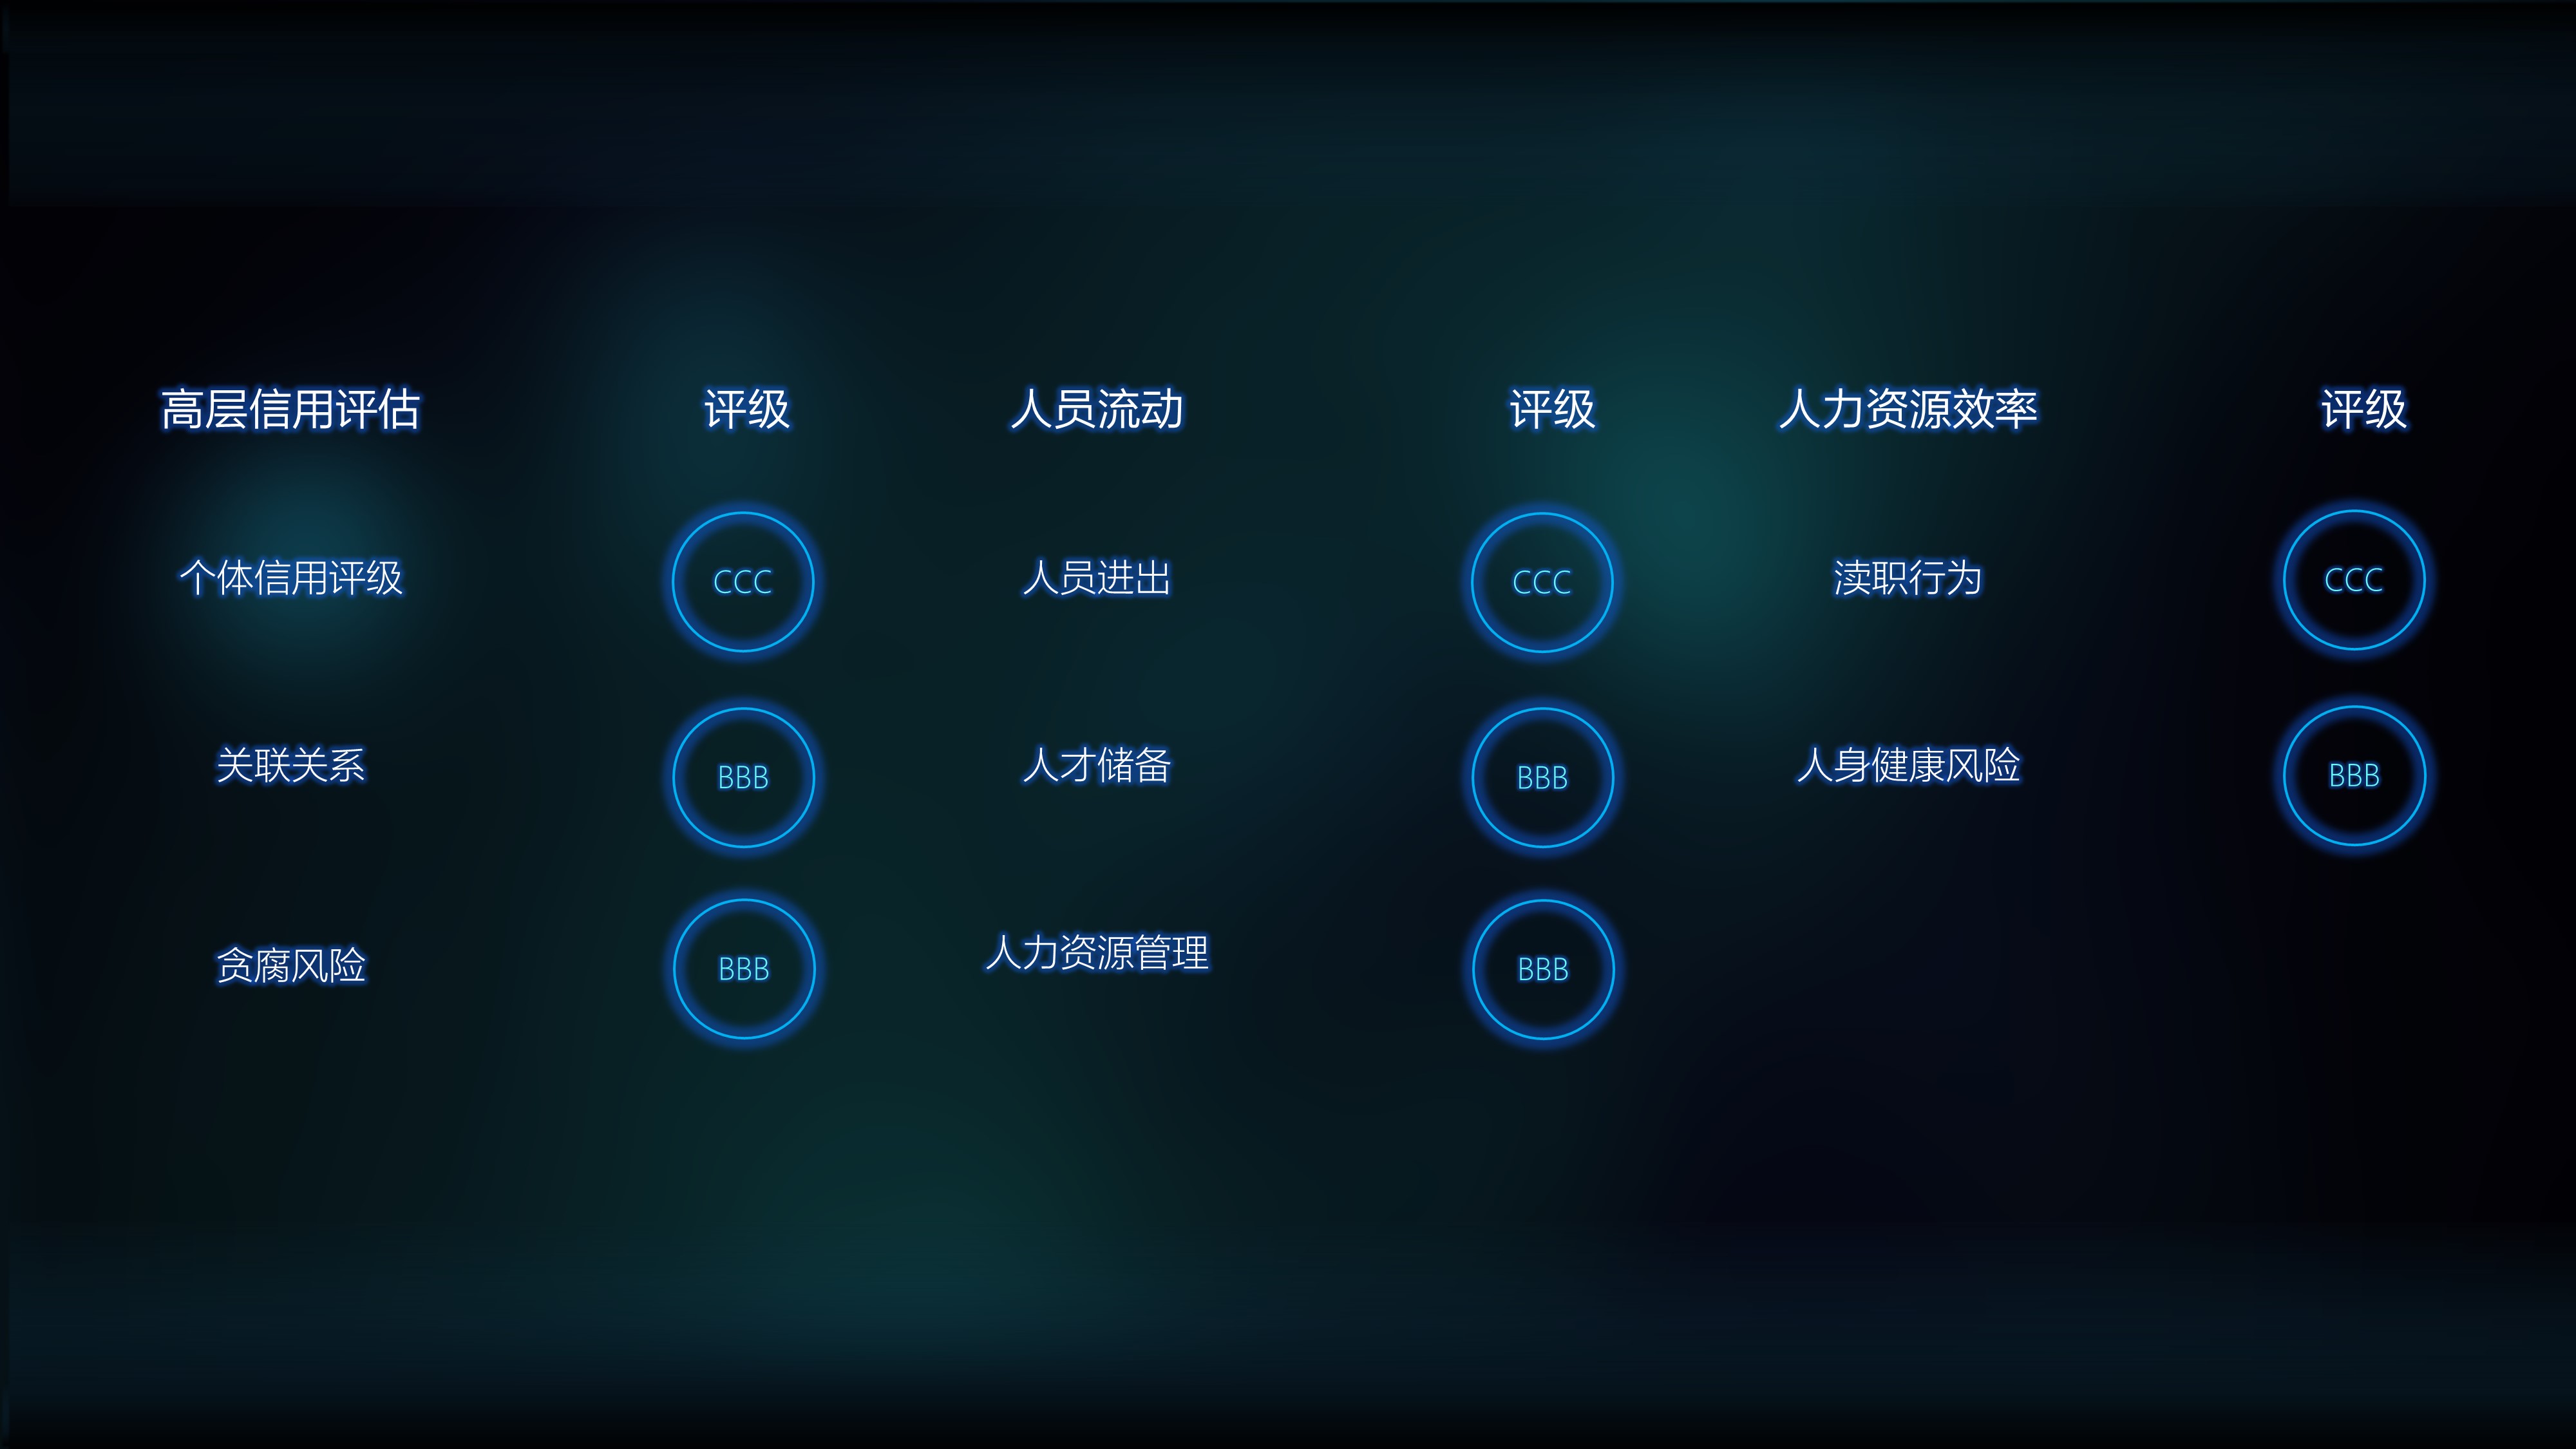 高层信用评估 评级 人员流动 评级 人力资源效率 评级
个体信用评级 CCC 人员进出 CCC 渎职行为 CCC
关联关系 BBB 人才储备 BBB 人身健康风险 BBB
贪腐风险 BBB 人力资源管理 BBB